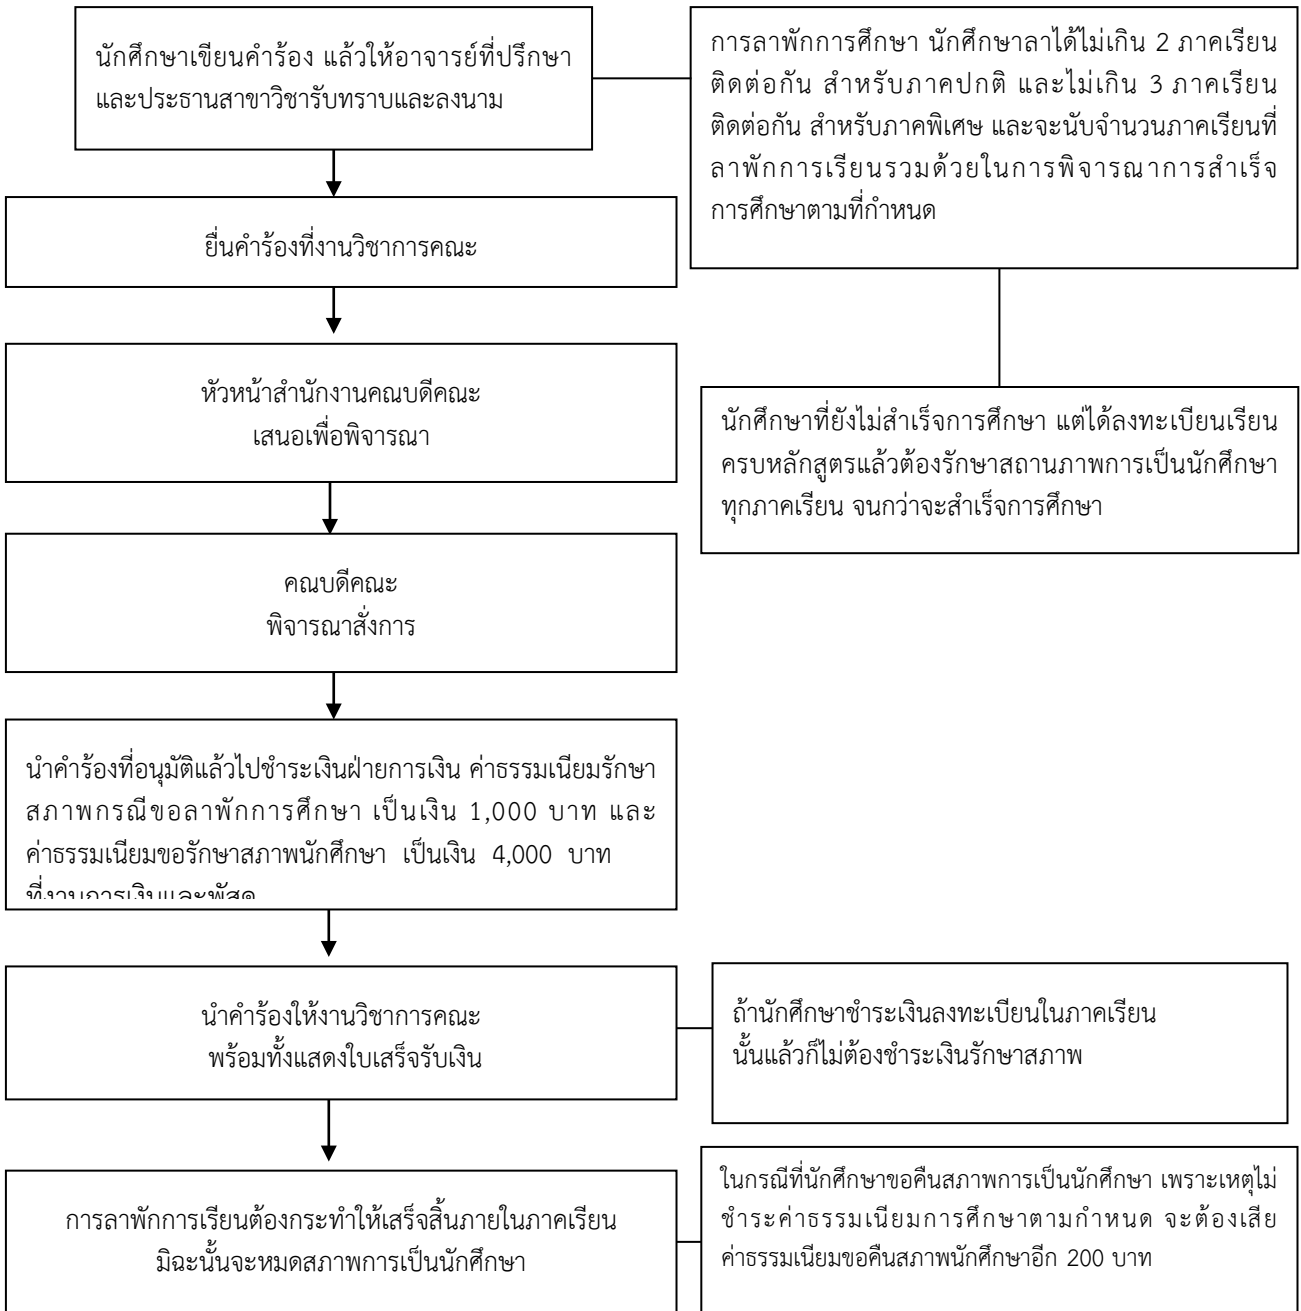 นักศึกษาเขียนคำร้อง แล้วให้อาจารย์ที่ปรึกษา
และประธานสาขาวิชารับทราบและลงนาม
การลาพักการศึกษา นักศึกษาลาได้ไม่เกิน 2 ภาคเรียน
ติดต่อกัน สำหรับภาคปกติ และไม่เกิน 3 ภาคเรียน
ติดต่อกัน สำหรับภาคพิเศษ และจะนับจำนวนภาคเรียนที่
ลาพักการเรียนรวมด้วยในการพิจารณาการสำเร็จ
การศึกษาตามที่กำหนด
ยื่นคำร้องที่งานวิชาการคณะ
หัวหน้าสำนักงานคณบดีคณะ
เสนอเพื่อพิจารณา
นักศึกษาที่ยังไม่สำเร็จการศึกษา แต่ได้ลงทะเบียนเรียน
ครบหลักสูตรแล้วต้องรักษาสถานภาพการเป็นนักศึกษา
ทุกภาคเรียน จนกว่าจะสำเร็จการศึกษา
คณบดีคณะ
พิจารณาสั่งการ
นำคำร้องที่อนุมัติแล้วไปชำระเงินฝ่ายการเงิน ค่าธรรมเนียมรักษา
สภาพกรณีขอลาพักการศึกษา เป็นเงิน 1,000 บาท และ
ค่าธรรมเนียมขอรักษาสภาพนักศึกษา เป็นเงิน 4,000 บาท
ที่งานการเงินและพัสดุ
นำคำร้องให้งานวิชาการคณะ
พร้อมทั้งแสดงใบเสร็จรับเงิน
ถ้านักศึกษาชำระเงินลงทะเบียนในภาคเรียน
นั้นแล้วก็ไม่ต้องชำระเงินรักษาสภาพ
การลาพักการเรียนต้องกระทำให้เสร็จสิ้นภายในภาคเรียน
มิฉะนั้นจะหมดสภาพการเป็นนักศึกษา
ในกรณีที่นักศึกษาขอคืนสภาพการเป็นนักศึกษา เพราะเหตุไม่
ชำระค่าธรรมเนียมการศึกษาตามกำหนด จะต้องเสีย
ค่าธรรมเนียมขอคืนสภาพนักศึกษาอีก 200 บาท